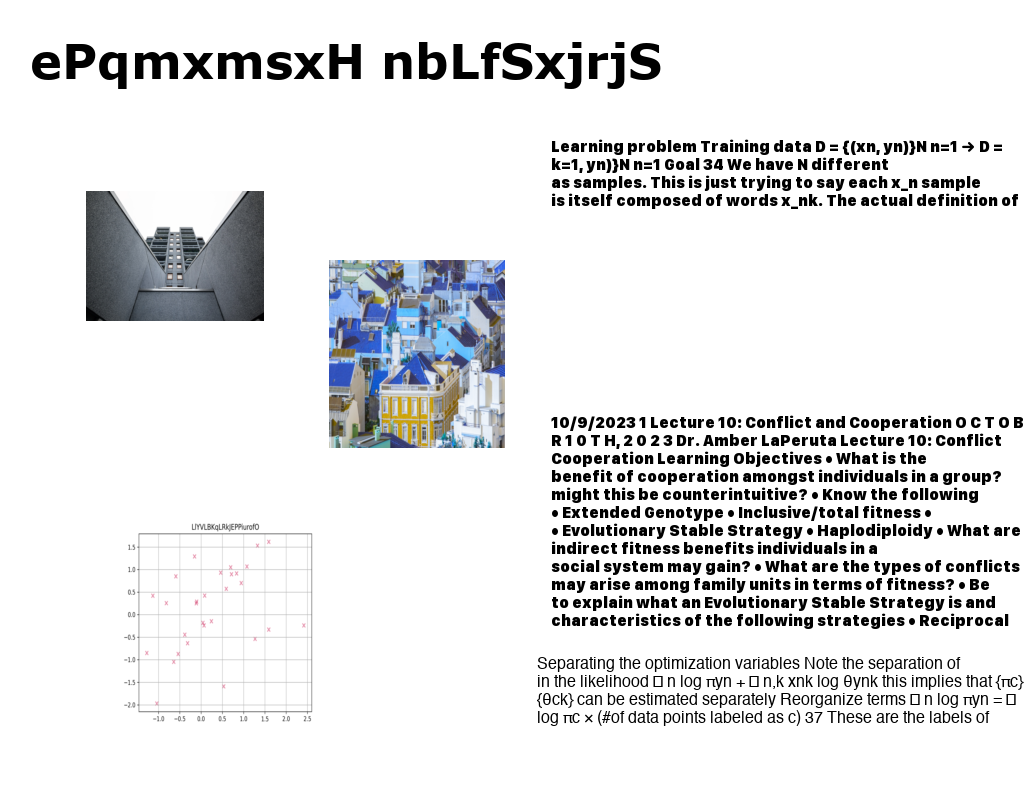 ePqmxmsxH nbLfSxjrjS
Learning problem Training data D = {(xn, yn)}N n=1 → D =
k=1, yn)}N n=1 Goal 34 We have N different
as samples. This is just trying to say each x_n sample
is itself composed of words x_nk. The actual definition of
10/9/2023 1 Lecture 10: Conflict and Cooperation O C T O B
R 1 0 T H, 2 0 2 3 Dr. Amber LaPeruta Lecture 10: Conflict
Cooperation Learning Objectives • What is the
benefit of cooperation amongst individuals in a group?
might this be counterintuitive? • Know the following
• Extended Genotype • Inclusive/total fitness •
• Evolutionary Stable Strategy • Haplodiploidy • What are
indirect fitness benefits individuals in a
social system may gain? • What are the types of conflicts
may arise among family units in terms of fitness? • Be
to explain what an Evolutionary Stable Strategy is and
characteristics of the following strategies • Reciprocal
Separating the optimization variables Note the separation of
in the likelihood □ n log πyn + □ n,k xnk log θynk this implies that {πc}
{θck} can be estimated separately Reorganize terms □ n log πyn = □
log πc × (#of data points labeled as c) 37 These are the labels of
1.5
1.0
0.5
0.0
−0.5
−1.0
−1.5
−2.0
−1.0 −0.5 0.0 0.5 1.0 1.5 2.0 2.5